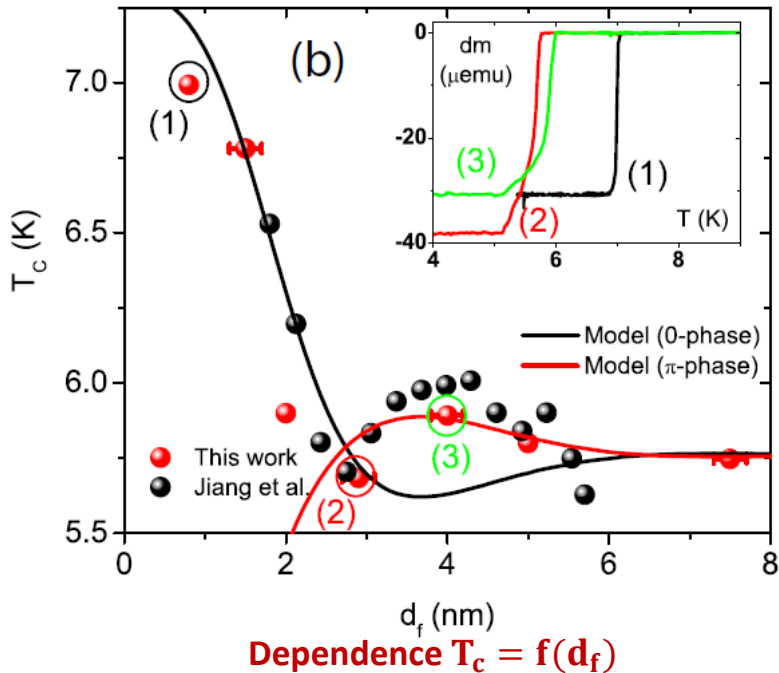 (b)
dm
(μemu)
0
-20
-40
4
6
8
T (K)
(1)
(2)
(3)
T_C (K)
7.0
6.5
6.0
5.5
(1)
(2)
(3)
Model (0-phase)
Model (π-phase)
This work
Jiang et al.
0
2
4
6
8
d_f (nm)
Dependence T_c = f(d_f)